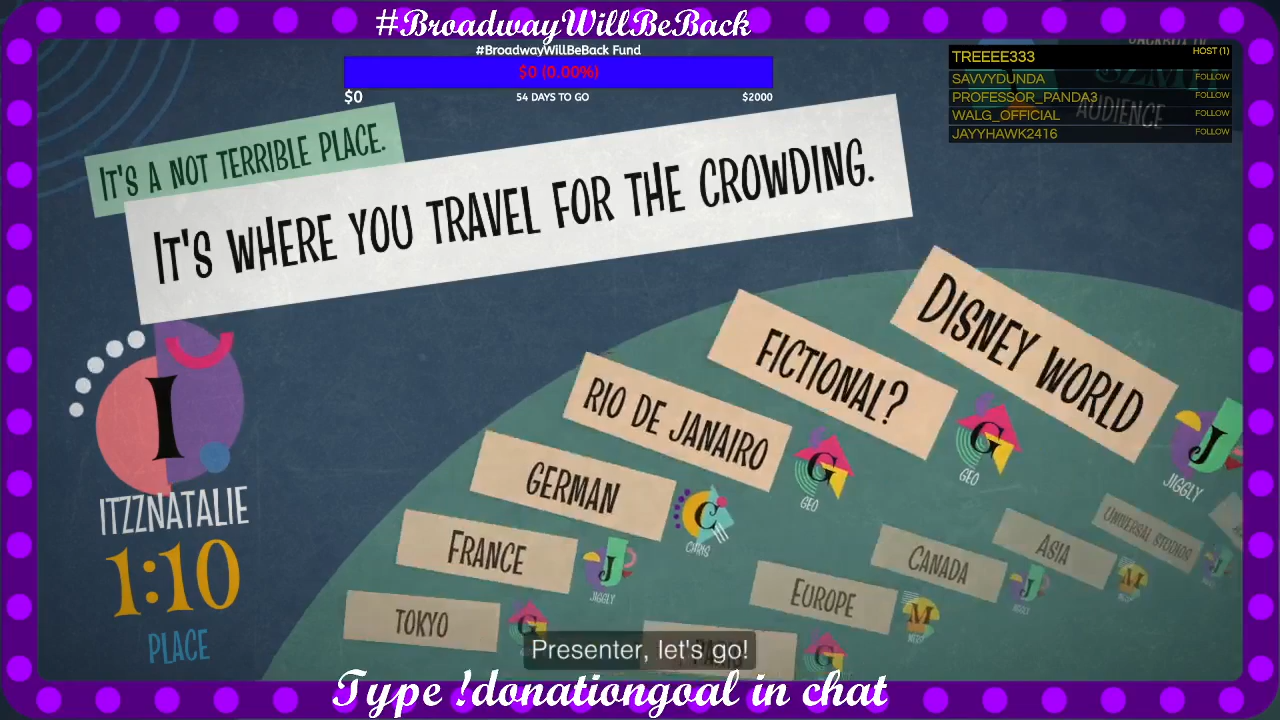 #BroadwayWillBeBack
#BroadwayWillBeBack Fund
$0 (0.00%)
$0
54 DAYS TO GO
$2000
TREEEE333
HOST (1)
SAVVYDUNDA
FOLLOW
PROFESSOR_PANDA3
FOLLOW
WALG_OFFICIAL
FOLLOW
JAYYHAWK2416
FOLLOW
AUDIENCE
IT'S A NOT TERRIBLE PLACE.
IT'S WHERE YOU TRAVEL FOR THE CROWDING.
I
ITZZNATALIE
1:10
PLACE
DISNEY WORLD
J
JIGGLY
FICTIONAL?
G
GEO
RIO DE JANAIRO
G
GEO
GERMAN
C
CHRIS
FRANCE
J
JIGGLY
TOKYO
G
UNIVERSAL STUDIOS
J
ASIA
M
CANADA
J
JIGGLY
EUROPE
M
PARIS
G
Presenter, let's go!
Type !donationgoal in chat